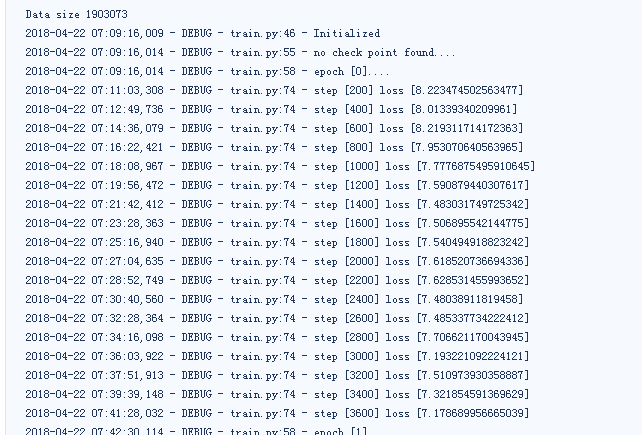 Data size 1903073
2018-04-22 07:09:16,009 - DEBUG - train.py:46 - Initialized
2018-04-22 07:09:16,014 - DEBUG - train.py:55 - no check point found....
2018-04-22 07:09:16,014 - DEBUG - train.py:58 - epoch [0]....
2018-04-22 07:11:03,308 - DEBUG - train.py:74 - step [200] loss [8.223474502563477]
2018-04-22 07:12:49,736 - DEBUG - train.py:74 - step [400] loss [8.01339340209961]
2018-04-22 07:14:36,079 - DEBUG - train.py:74 - step [600] loss [8.219311714172363]
2018-04-22 07:16:22,421 - DEBUG - train.py:74 - step [800] loss [7.953070640563965]
2018-04-22 07:18:08,967 - DEBUG - train.py:74 - step [1000] loss [7.7776875495910645]
2018-04-22 07:19:56,472 - DEBUG - train.py:74 - step [1200] loss [7.590879440307617]
2018-04-22 07:21:42,412 - DEBUG - train.py:74 - step [1400] loss [7.483031749725342]
2018-04-22 07:23:28,363 - DEBUG - train.py:74 - step [1600] loss [7.506895542144775]
2018-04-22 07:25:16,940 - DEBUG - train.py:74 - step [1800] loss [7.540494918823242]
2018-04-22 07:27:04,635 - DEBUG - train.py:74 - step [2000] loss [7.618520736694336]
2018-04-22 07:28:52,749 - DEBUG - train.py:74 - step [2200] loss [7.628531455993652]
2018-04-22 07:30:40,560 - DEBUG - train.py:74 - step [2400] loss [7.48038911819458]
2018-04-22 07:32:28,364 - DEBUG - train.py:74 - step [2600] loss [7.485337734222412]
2018-04-22 07:34:16,098 - DEBUG - train.py:74 - step [2800] loss [7.706621170043945]
2018-04-22 07:36:03,922 - DEBUG - train.py:74 - step [3000] loss [7.193221092224121]
2018-04-22 07:37:51,913 - DEBUG - train.py:74 - step [3200] loss [7.510973930358887]
2018-04-22 07:39:39,148 - DEBUG - train.py:74 - step [3400] loss [7.321854591369629]
2018-04-22 07:41:28,032 - DEBUG - train.py:74 - step [3600] loss [7.178689956665039]
2018-04-22 07:42:30,114 - DEBUG - train.py:58 - epoch [1]